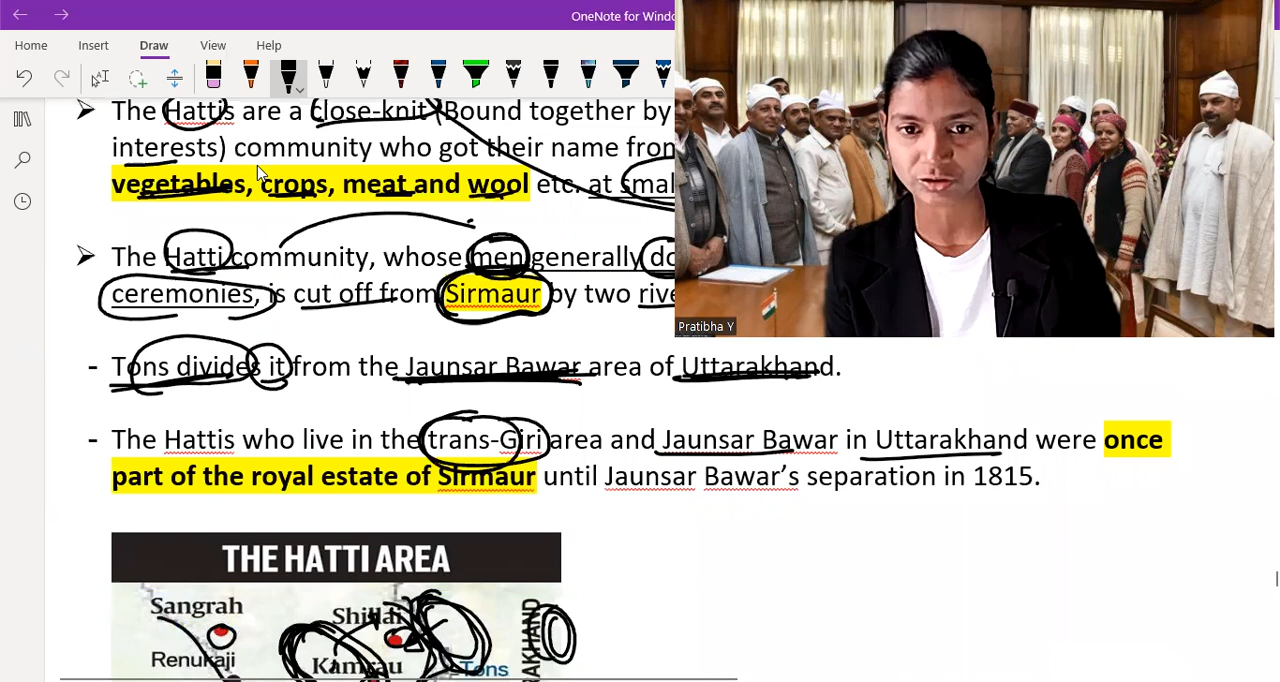 OneNote for Windo
Home Insert Draw View Help
The Hattis are a close-knit (Bound together by
interests) community who got their name from
vegetables, crops, meat and wool etc. at smal
The Hatti community, whose men generally do
ceremonies, is cut off from Sirmaur by two rive
Pratibha Y
- Tons divides it from the Jaunsar Bawar area of Uttarakhand.
- The Hattis who live in the trans-Giri area and Jaunsar Bawar in Uttarakhand were once
part of the royal estate of Sirmaur until Jaunsar Bawar's separation in 1815.
THE HATTI AREA
Sangrah
Shillai
Renukaji
Kamrau
Tons
RAKHAND